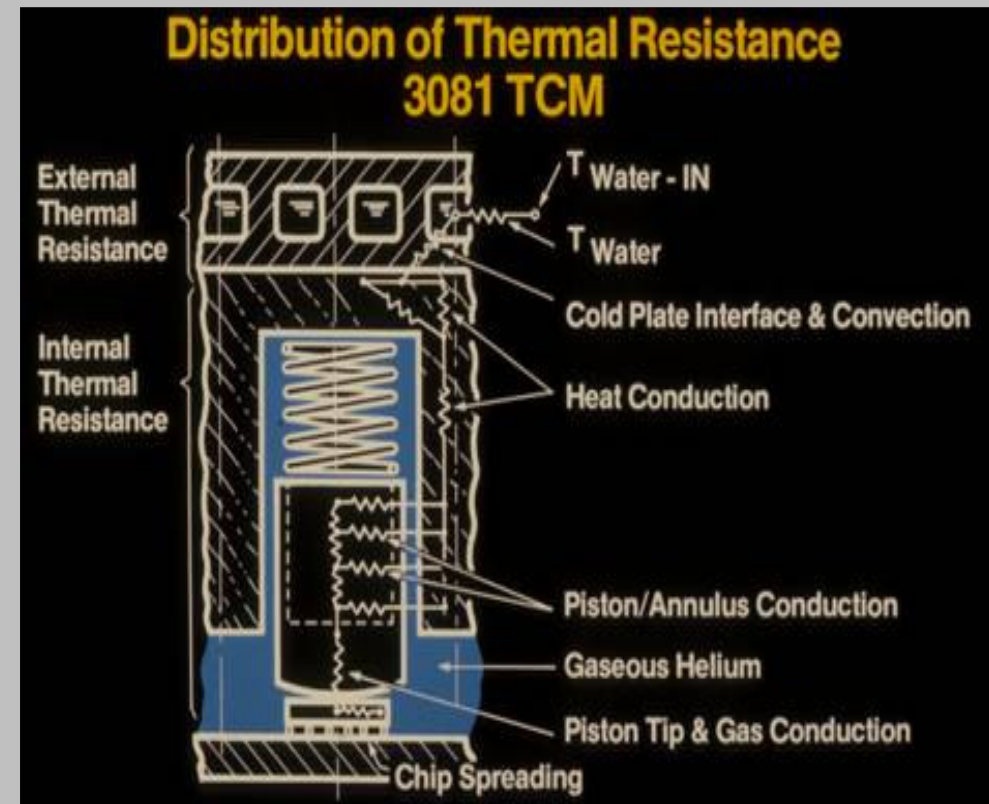 Distribution of Thermal Resistance
3081 TCM
External
Thermal
Resistance
T Water - IN
T Water
Cold Plate Interface & Convection
Internal
Thermal
Resistance
Heat Conduction
Piston/Annulus Conduction
Gaseous Helium
Piston Tip & Gas Conduction
Chip Spreading